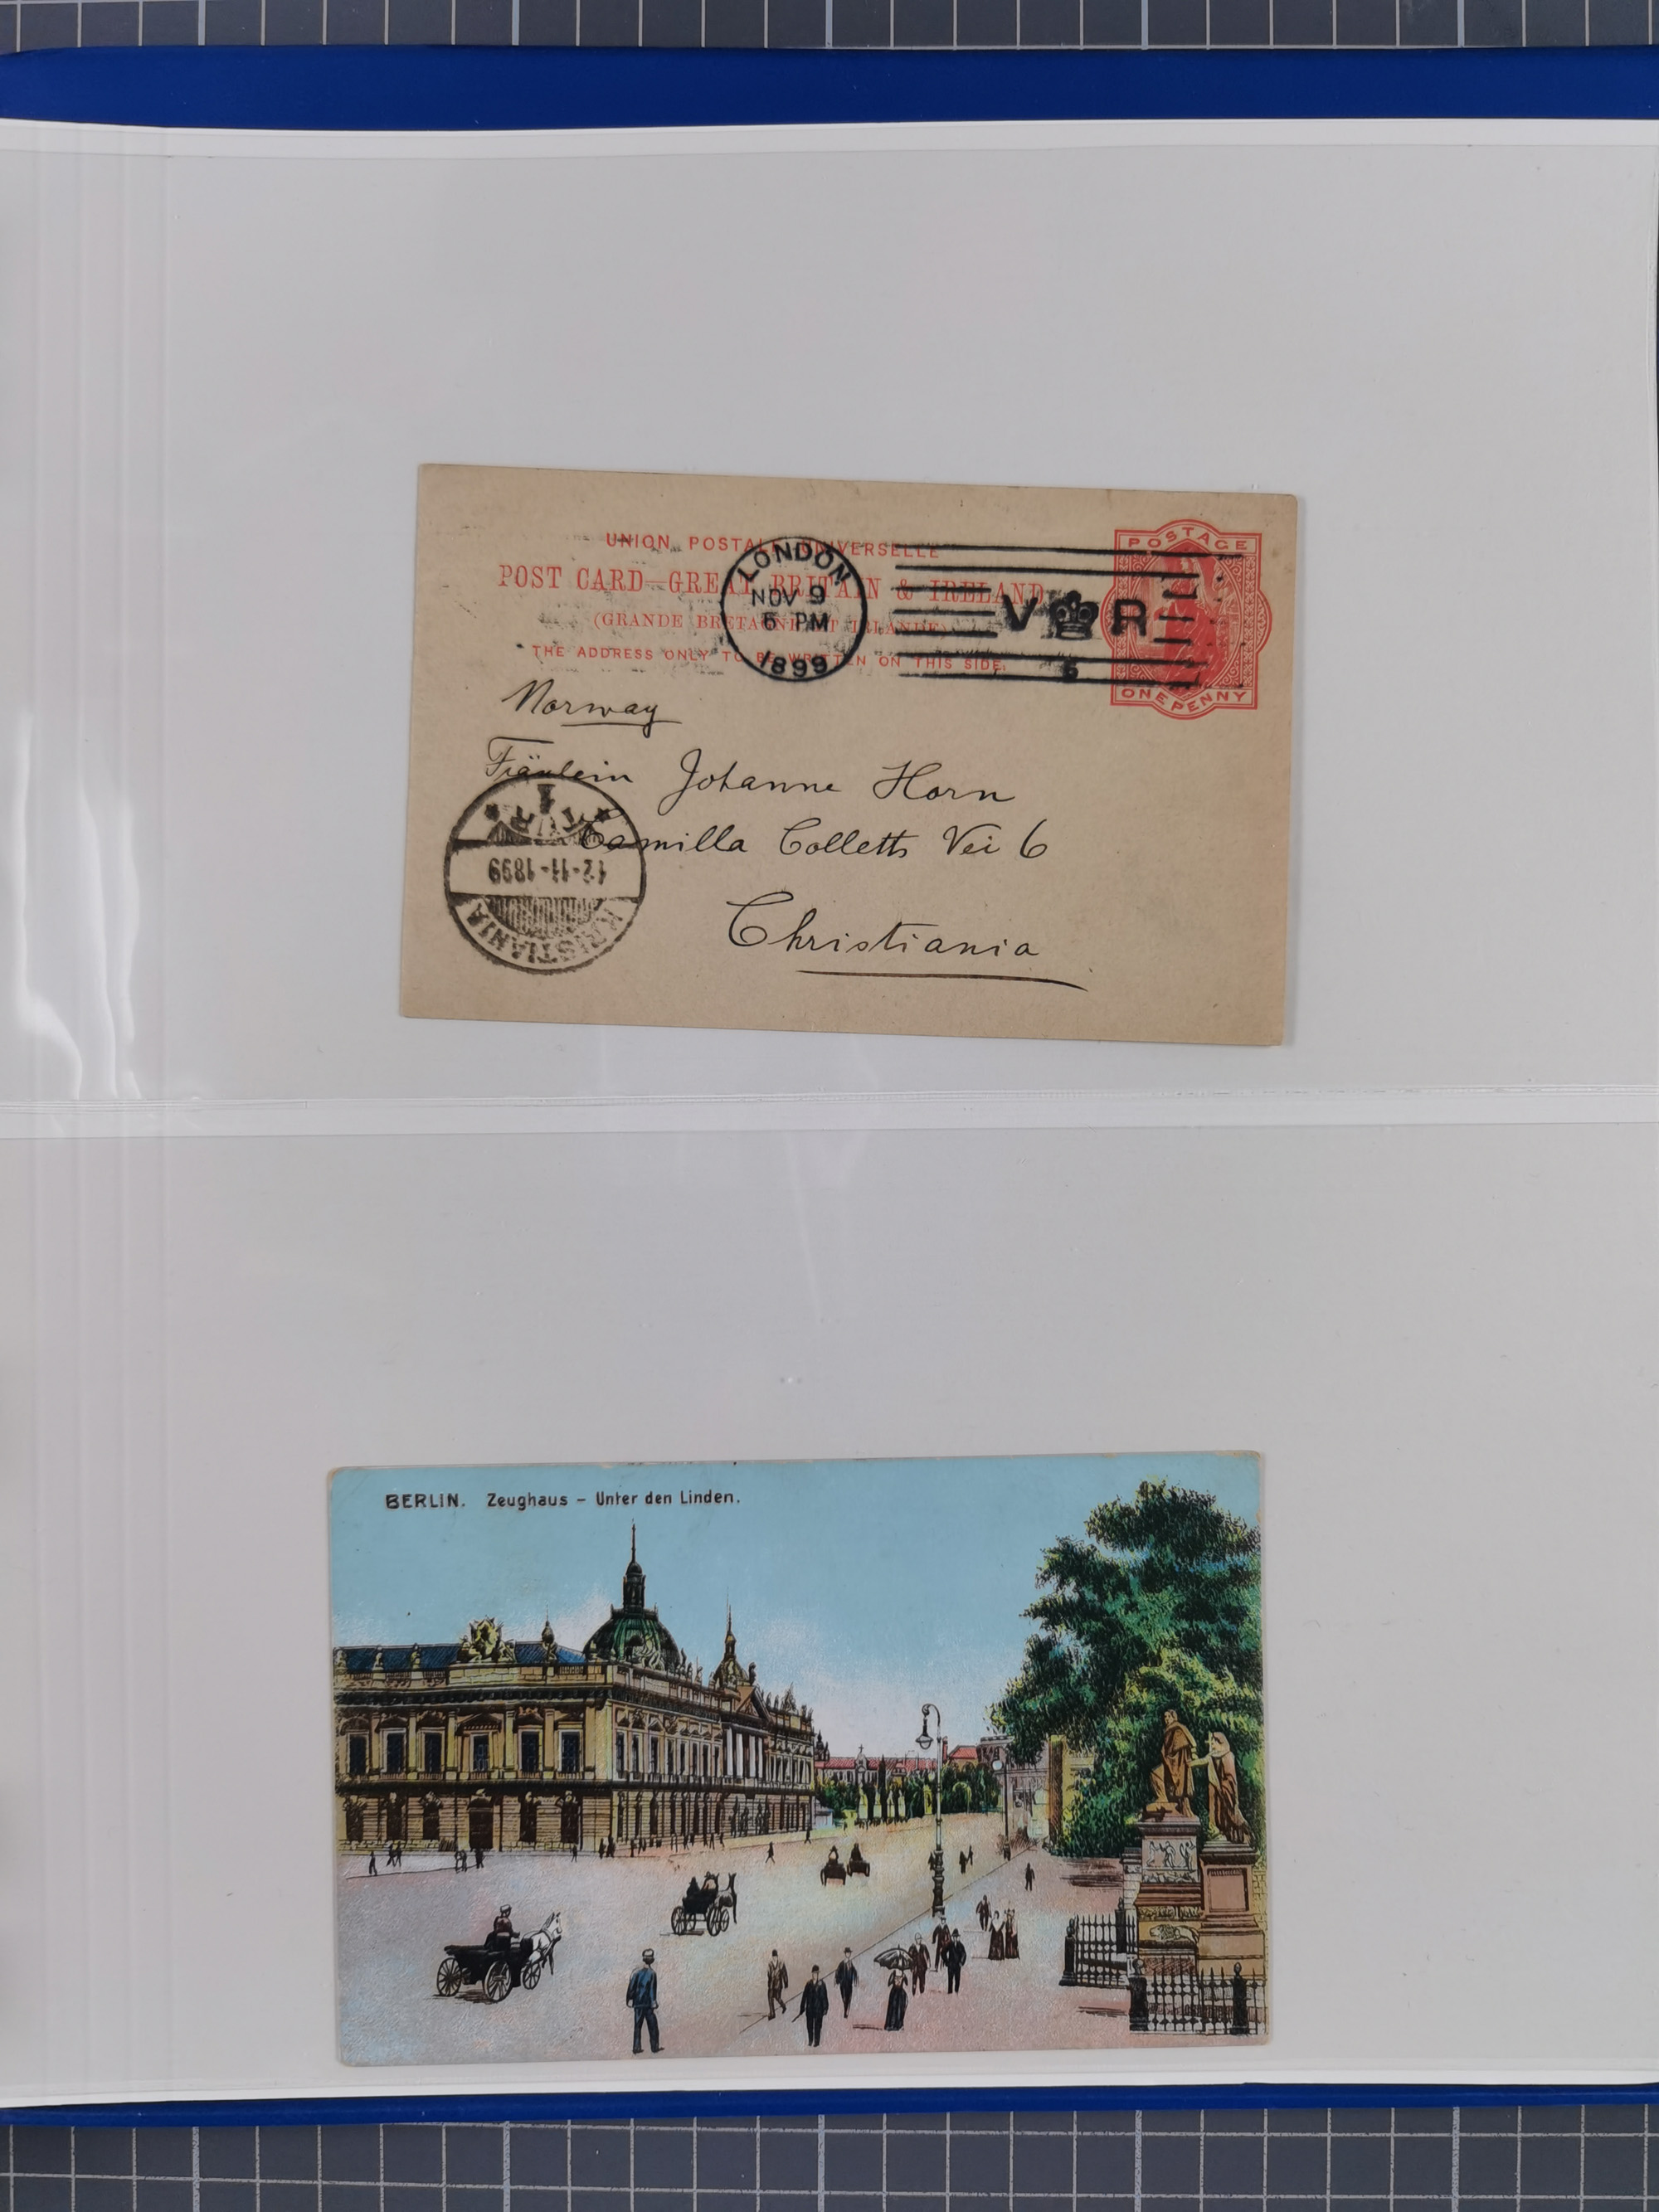 UNION POSTALE UNIVERSELLE
POST CARD—GREAT BRITAIN & IRELAND
(GRANDE BRETAGNE ET IRLANDE)
THE ADDRESS ONLY TO BE WRITTEN ON THIS SIDE.
LONDON
NOV 9
6 PM
1899
V R
6
POSTAGE
ONE PENNY
Norway
Fräulein Johanne Horn
Camilla Colletts Vei 6
Christiania
KRISTIANIA
12-11-1899
BERLIN. Zeughaus – Unter den Linden.